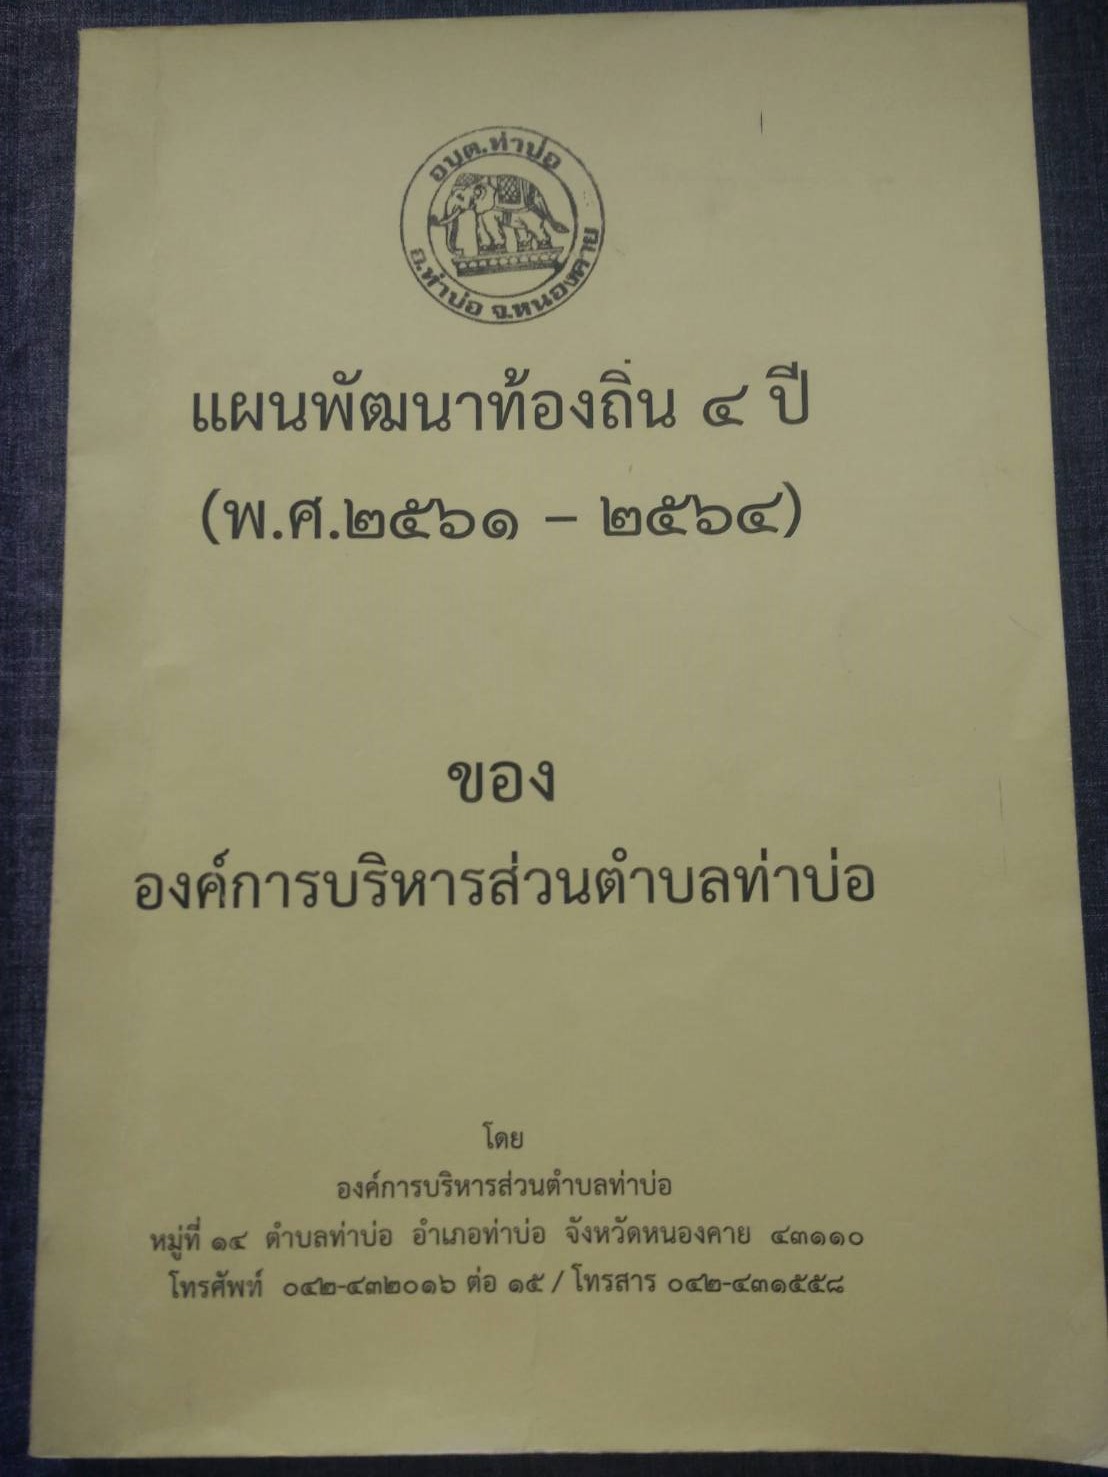 อบต.ท่าบ่อ
อ.ท่าบ่อ จ.หนองคาย
แผนพัฒนาท้องถิ่น ๔ ปี
(พ.ศ.๒๕๖๑ – ๒๕๖๔)
ของ
องค์การบริหารส่วนตำบลท่าบ่อ
โดย
องค์การบริหารส่วนตำบลท่าบ่อ
หมู่ที่ ๑๔ ตำบลท่าบ่อ อำเภอท่าบ่อ จังหวัดหนองคาย ๔๓๑๑๐
โทรศัพท์ ๐๔๒-๔๓๒๐๑๖ ต่อ ๑๕ / โทรสาร ๐๔๒-๔๓๑๕๕๘